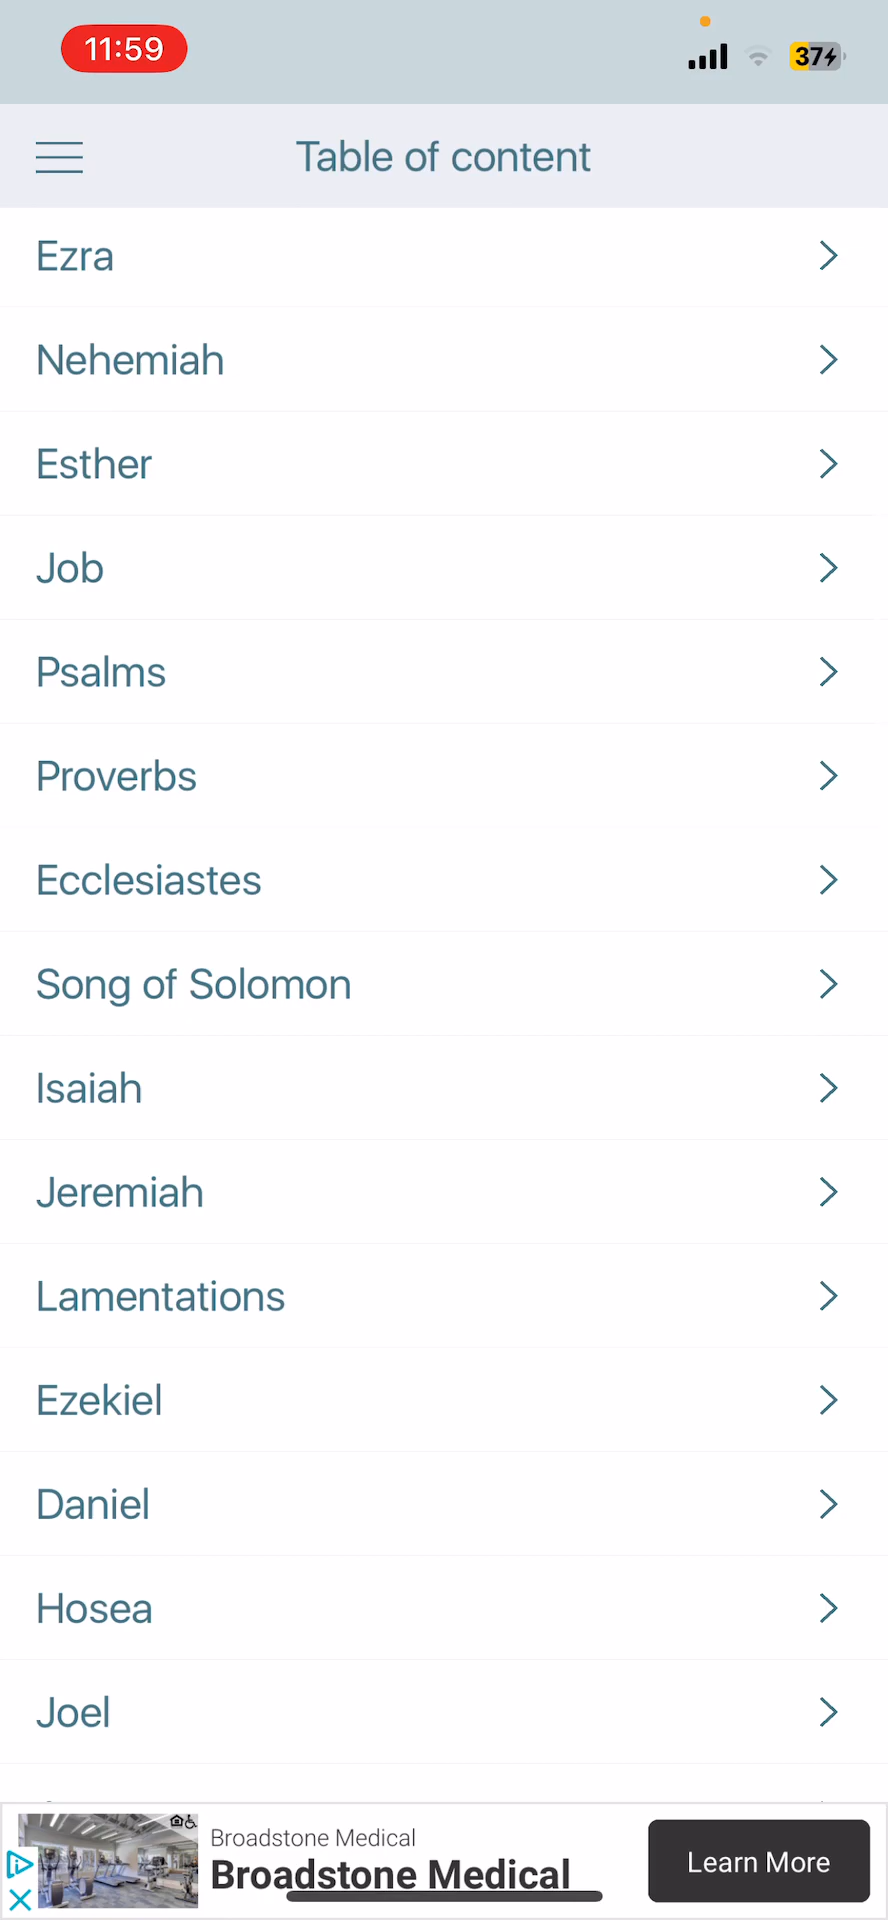 11:59
37
Table of content
Ezra
Nehemiah
Esther
Job
Psalms
Proverbs
Ecclesiastes
Song of Solomon
Isaiah
Jeremiah
Lamentations
Ezekiel
Daniel
Hosea
Joel
Broadstone Medical
Broadstone Medical
Learn More